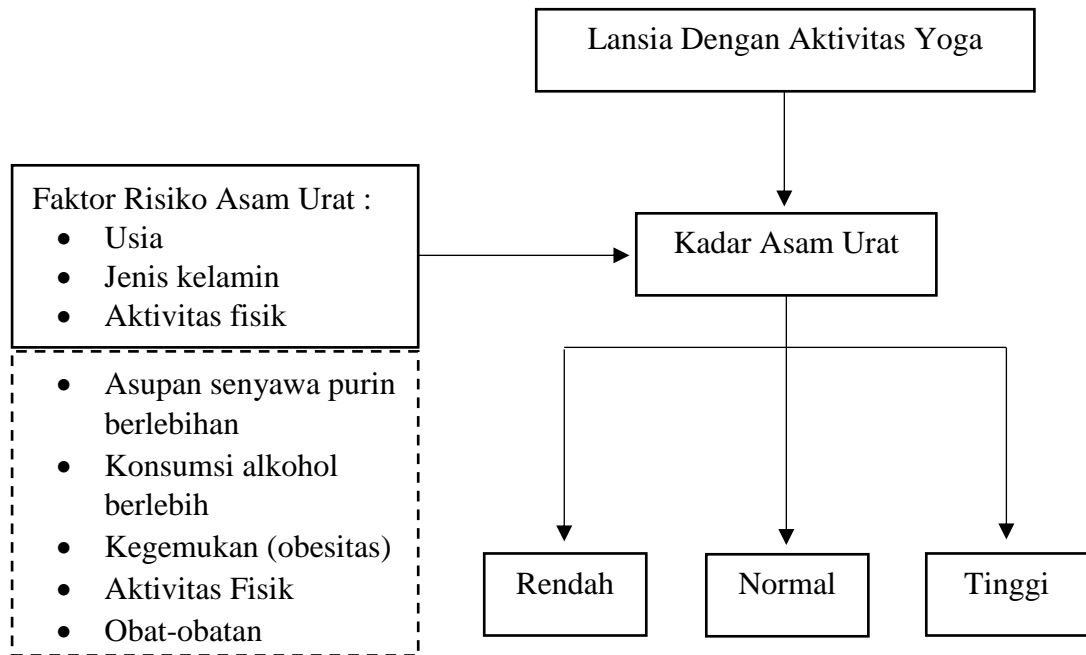 Lansia Dengan Aktivitas Yoga
Faktor Risiko Asam Urat :
• Usia
• Jenis kelamin
• Aktivitas fisik
Kadar Asam Urat
• Asupan senyawa purin
berlebihan
• Konsumsi alkohol
berlebih
• Kegemukan (obesitas)
• Aktivitas Fisik
• Obat-obatan
Rendah
Normal
Tinggi